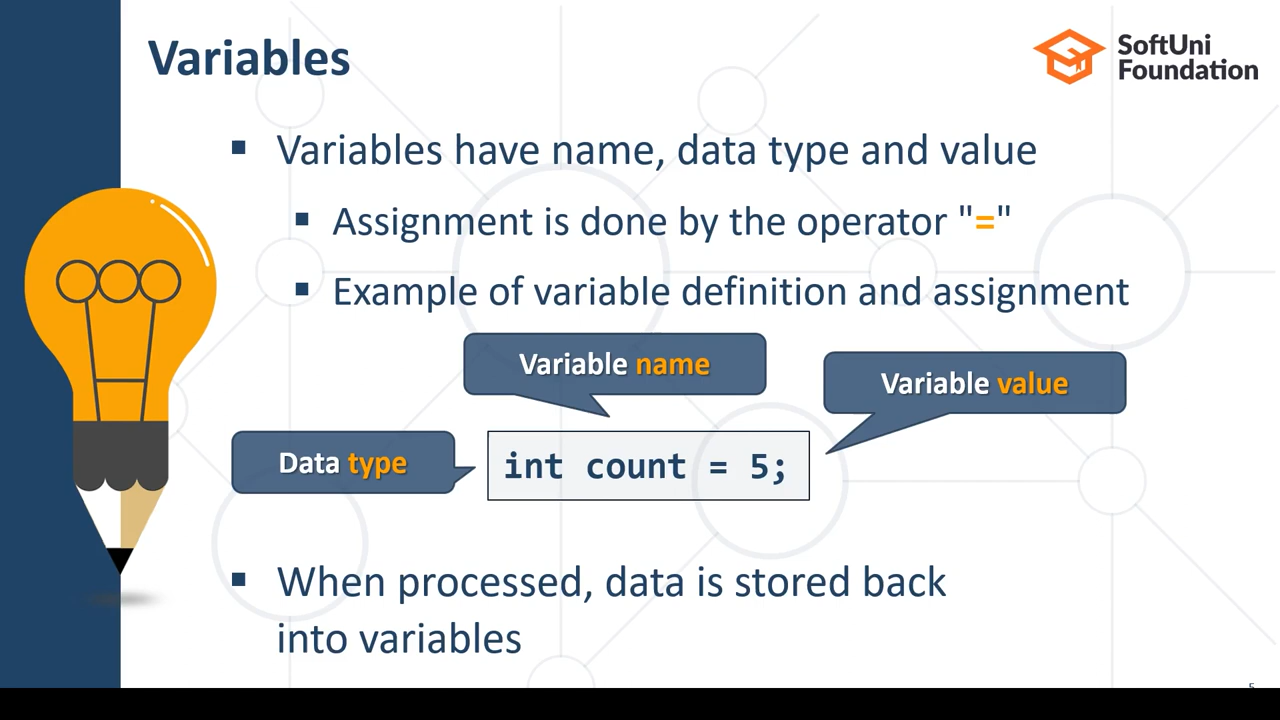 Variables
SoftUni
Foundation
▪ Variables have name, data type and value
▪ Assignment is done by the operator "="
▪ Example of variable definition and assignment
Variable name
Variable value
Data type
int count = 5;
▪ When processed, data is stored back
into variables
5